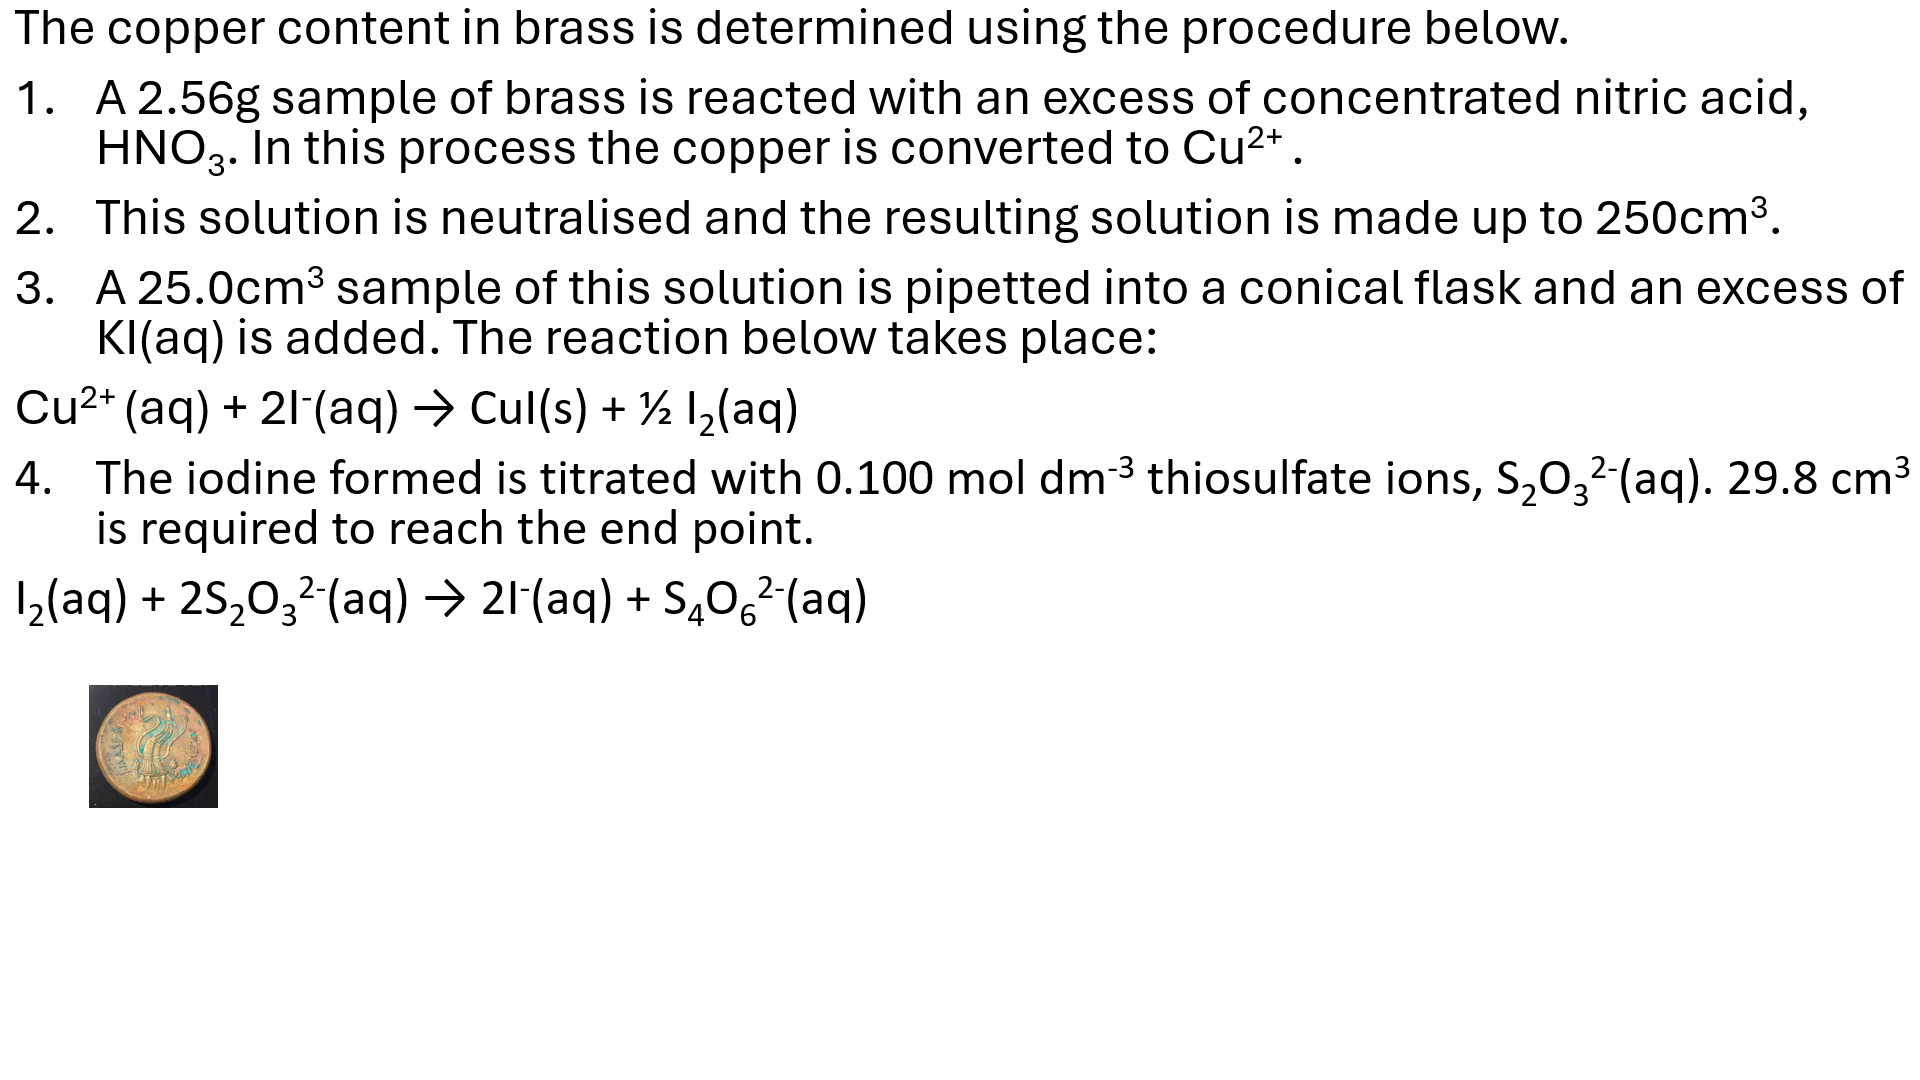 The copper content in brass is determined using the procedure below.
1. A 2.56g sample of brass is reacted with an excess of concentrated nitric acid,
HNO₃. In this process the copper is converted to Cu²⁺ .
2. This solution is neutralised and the resulting solution is made up to 250cm³.
3. A 25.0cm³ sample of this solution is pipetted into a conical flask and an excess of
KI(aq) is added. The reaction below takes place:
Cu²⁺ (aq) + 2I⁻(aq) → CuI(s) + ½ I₂(aq)
4. The iodine formed is titrated with 0.100 mol dm⁻³ thiosulfate ions, S₂O₃²⁻(aq). 29.8 cm³
is required to reach the end point.
I₂(aq) + 2S₂O₃²⁻(aq) → 2I⁻(aq) + S₄O₆²⁻(aq)